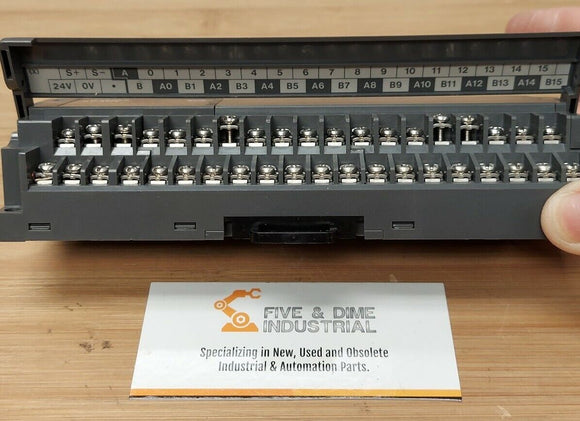 (X) S+ S- A 0 1 2 3 4 5 6 7 8 9 10 11 12 13 14 15
24V 0V • B A0 B1 A2 B3 A4 B5 A6 B7 A8 B9 A10 B11 A12 B13 A14 B15
FIVE & DIME
INDUSTRIAL
Specializing in New, Used and Obsolete
Industrial & Automation Parts.